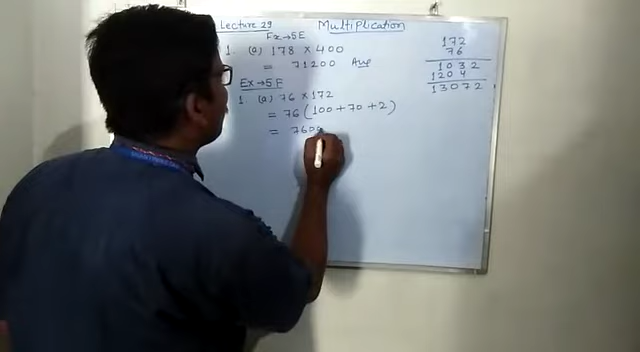 Lecture 29 Multiplication
Ex→5E
1. (a) 178 × 400
= 71200 Ans
Ex→5F
1. (a) 76 × 172
= 76 (100 + 70 + 2)
= 760
172
76
1032
1204
13072